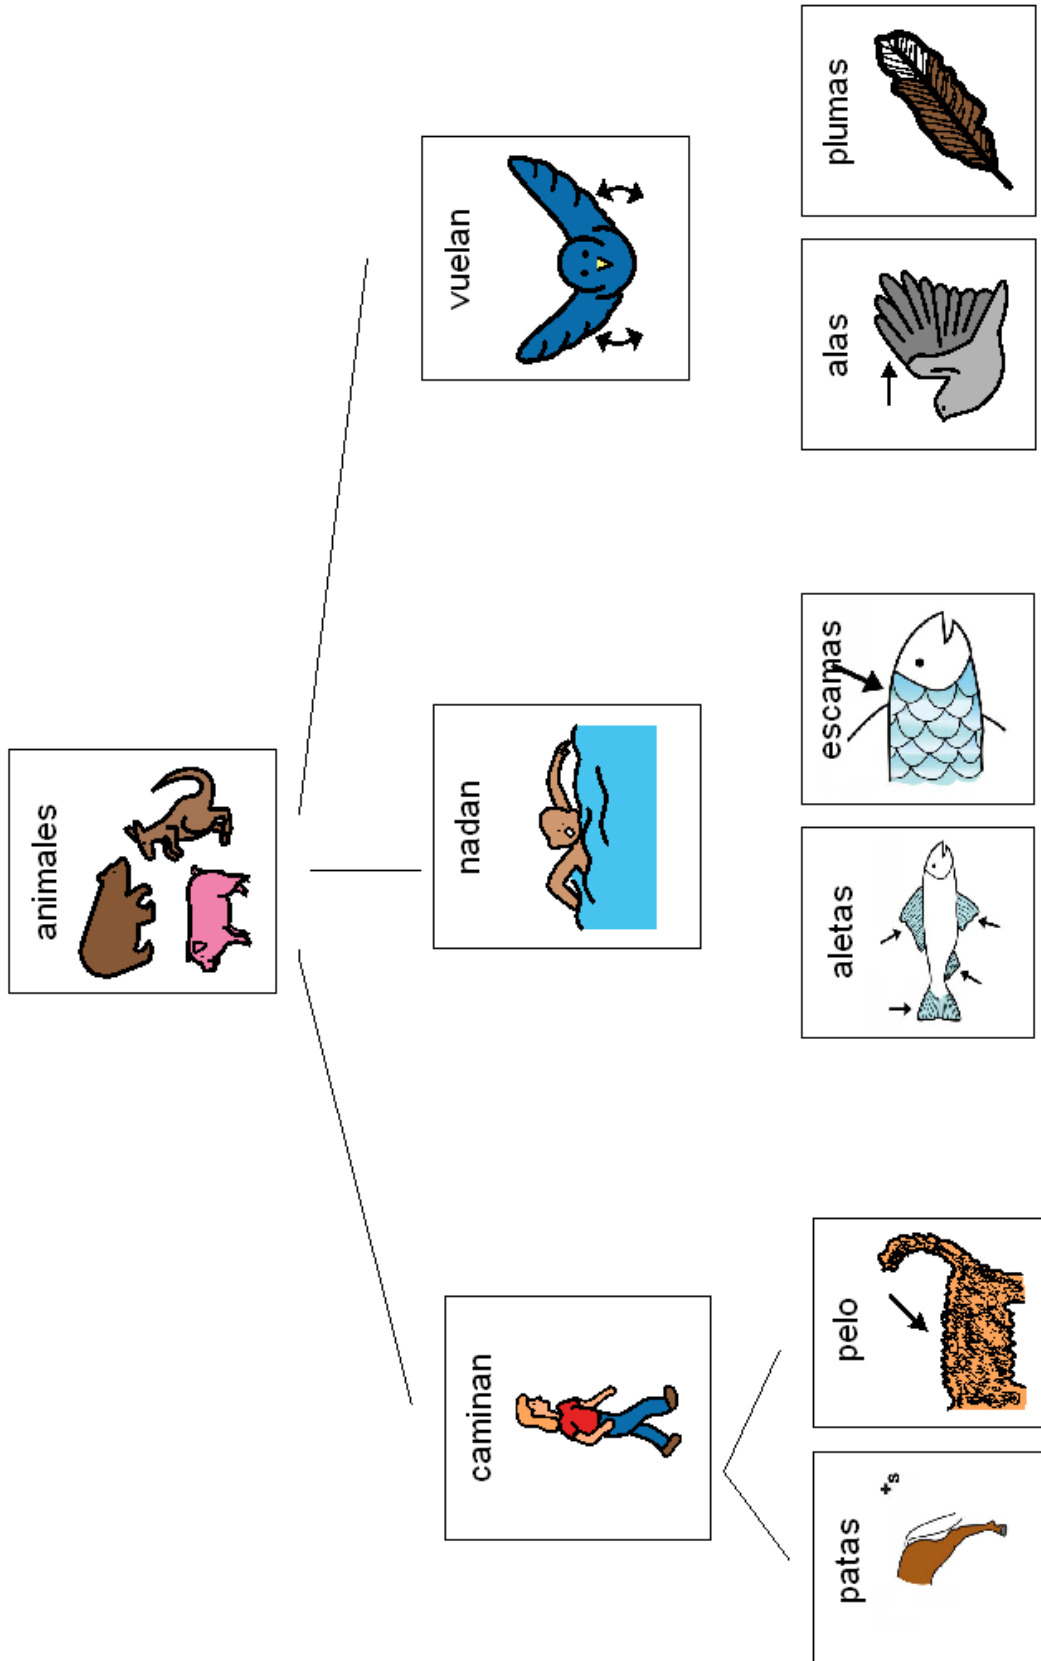 animales
caminan
nadan
vuelan
patas
+s
pelo
aletas
escamas
alas
plumas